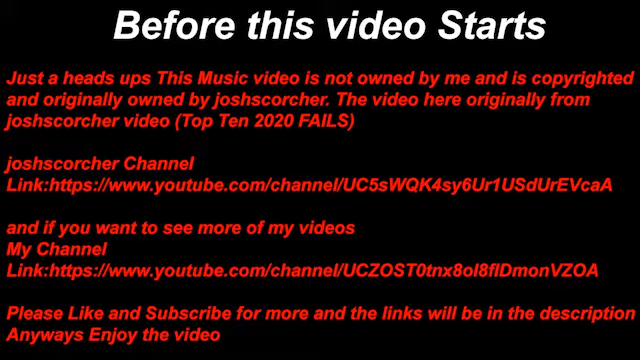 Before this video Starts
Just a heads ups This Music video is not owned by me and is copyrighted
and originally owned by joshscorcher. The video here originally from
joshscorcher video (Top Ten 2020 FAILS)
joshscorcher Channel
Link:https://www.youtube.com/channel/UC5sWQK4sy6Ur1USdUrEVcaA
and if you want to see more of my videos
My Channel
Link:https://www.youtube.com/channel/UCZOST0tnx8ol8flDmonVZOA
Please Like and Subscribe for more and the links will be in the description
Anyways Enjoy the video